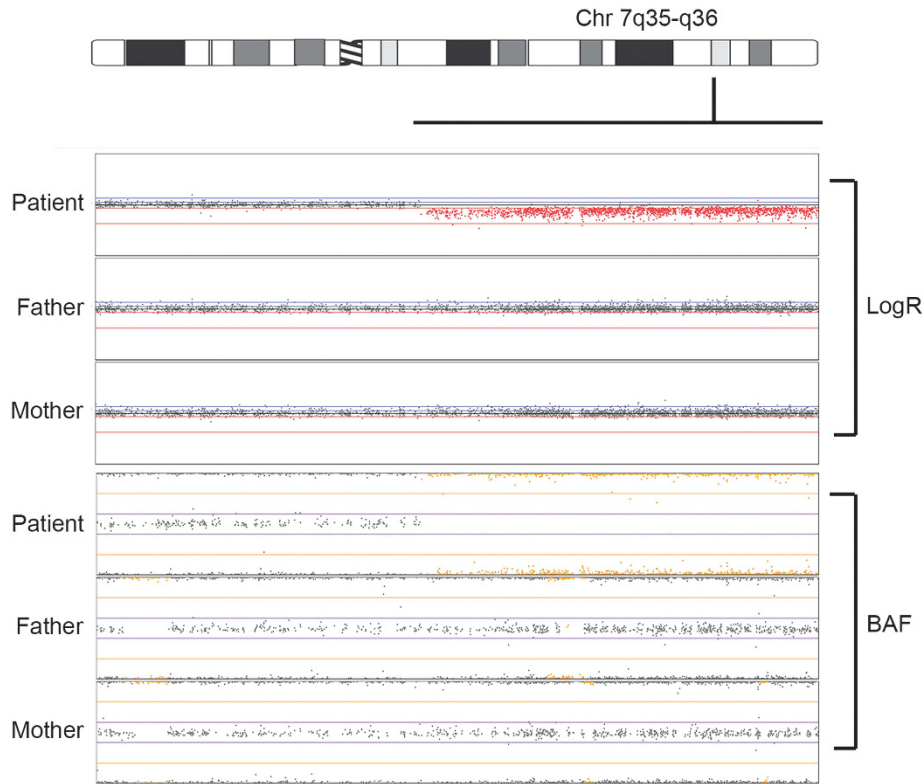 Chr 7q35-q36
Patient
Father
Mother
LogR
Patient
Father
Mother
BAF